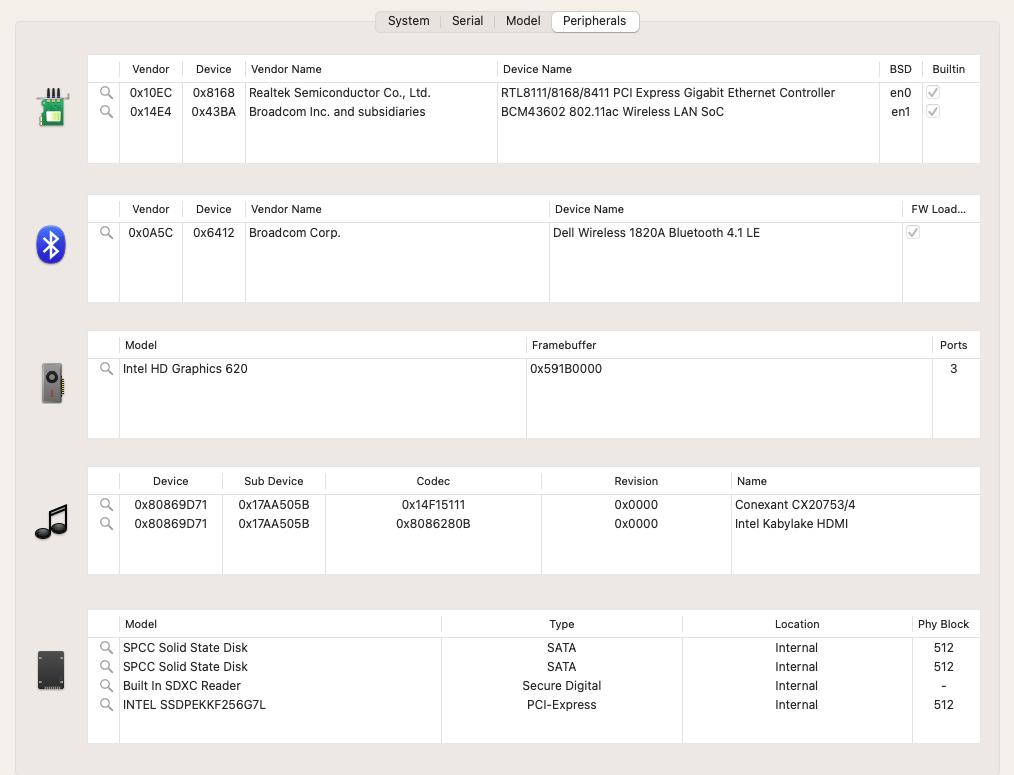 System Serial Model Peripherals
Vendor Device Vendor Name Device Name BSD Builtin
0x10EC 0x8168 Realtek Semiconductor Co., Ltd. RTL8111/8168/8411 PCI Express Gigabit Ethernet Controller en0
0x14E4 0x43BA Broadcom Inc. and subsidiaries BCM43602 802.11ac Wireless LAN SoC en1
Vendor Device Vendor Name Device Name FW Load...
0x0A5C 0x6412 Broadcom Corp. Dell Wireless 1820A Bluetooth 4.1 LE
Model Framebuffer Ports
Intel HD Graphics 620 0x591B0000 3
Device Sub Device Codec Revision Name
0x80869D71 0x17AA505B 0x14F15111 0x0000 Conexant CX20753/4
0x80869D71 0x17AA505B 0x8086280B 0x0000 Intel Kabylake HDMI
Model Type Location Phy Block
SPCC Solid State Disk SATA Internal 512
SPCC Solid State Disk SATA Internal 512
Built In SDXC Reader Secure Digital Internal -
INTEL SSDPEKKF256G7L PCI-Express Internal 512